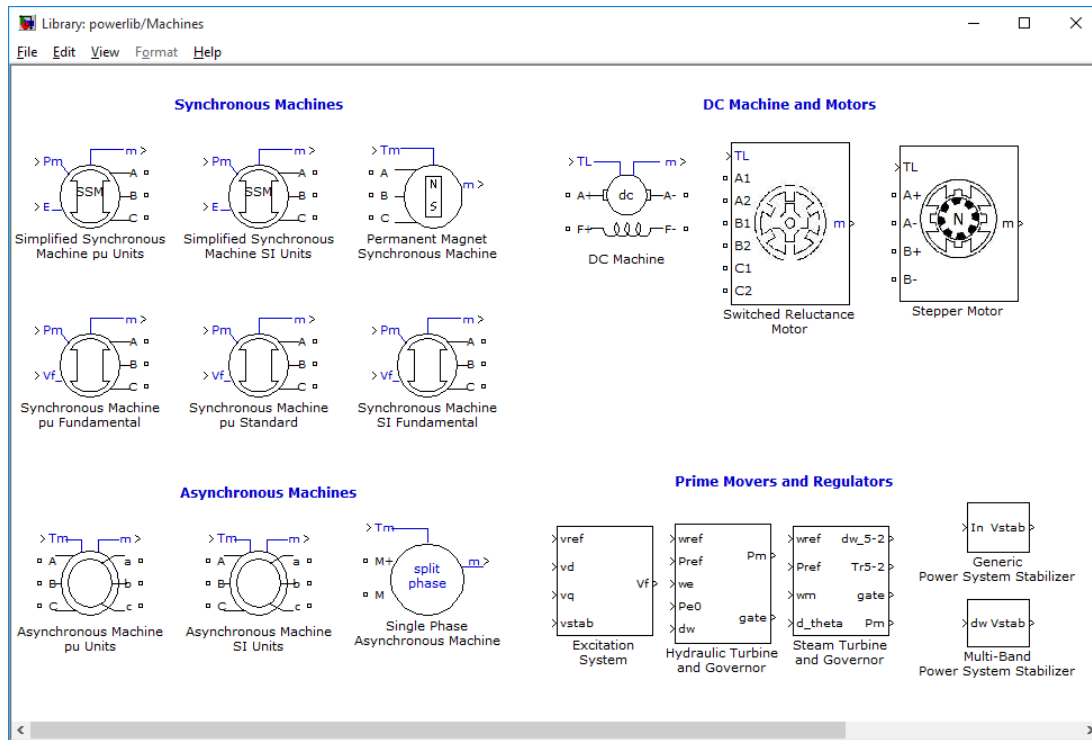 Library: powerlib/Machines
File Edit View Format Help
Synchronous Machines
Pm
m
A
B
C
E
SSM
Simplified Synchronous
Machine pu Units
Pm
m
A
B
C
E
SSM
Simplified Synchronous
Machine SI Units
Tm
A
B
C
N
S
m
Permanent Magnet
Synchronous Machine
Pm
m
A
B
C
Vf
Synchronous Machine
pu Fundamental
Pm
m
A
B
C
Vf
Synchronous Machine
pu Standard
Pm
m
A
B
C
Vf
Synchronous Machine
SI Fundamental
DC Machine and Motors
TL
m
A+
dc
A-
F+
F-
DC Machine
TL
A1
A2
B1
B2
C1
C2
m
Switched Reluctance
Motor
TL
A+
A-
B+
B-
N
m
Stepper Motor
Asynchronous Machines
Tm
m
A
B
C
a
b
c
Asynchronous Machine
pu Units
Tm
m
A
B
C
a
b
c
Asynchronous Machine
SI Units
Tm
M+
M
split
phase
m
Single Phase
Asynchronous Machine
Prime Movers and Regulators
vref
vd
vq
vstab
Vf
Excitation
System
wref
Pref
we
Pe0
dw
Pm
gate
Hydraulic Turbine
and Governor
wref
Pref
wm
d_theta
dw_5-2
Tr5-2
gate
Pm
Steam Turbine
and Governor
In Vstab
Generic
Power System Stabilizer
dw Vstab
Multi-Band
Power System Stabilizer